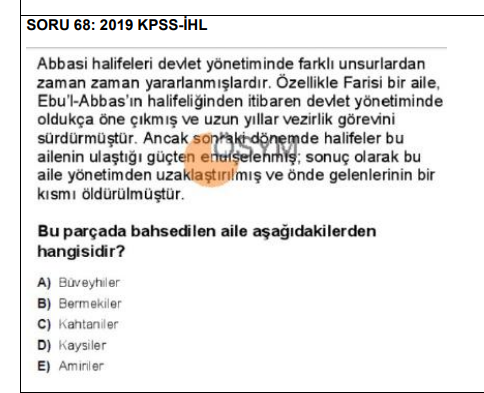 SORU 68: 2019 KPSS-İHL
Abbasi halifeleri devlet yönetiminde farklı unsurlardan
zaman zaman yararlanmışlardır. Özellikle Farisi bir aile,
Ebu'l-Abbas'ın halifeliğinden itibaren devlet yönetiminde
oldukça öne çıkmış ve uzun yıllar vezirlik görevini
sürdürmüştür. Ancak sonraki dönemde halifeler bu
ailenin ulaştığı güçten endişelenmiş; sonuç olarak bu
aile yönetimden uzaklaştırılmış ve önde gelenlerinin bir
kısmı öldürülmüştür.
ÖSYM
Bu parçada bahsedilen aile aşağıdakilerden
hangisidir?
A) Büveyhiler
B) Bermekiler
C) Kahtaniler
D) Kaysiler
E) Amiriler